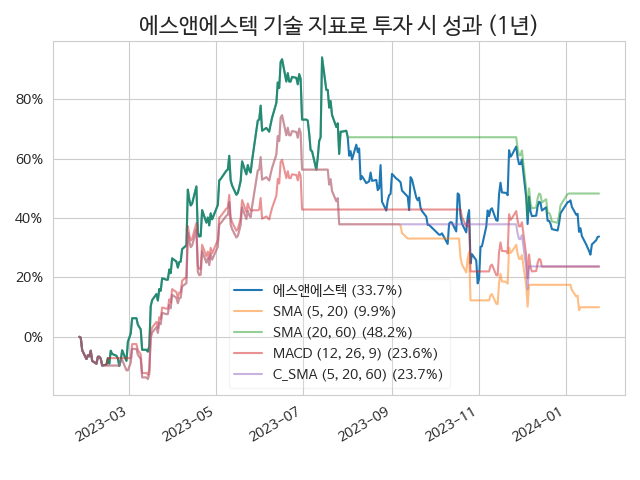 에스앤에스텍 기술 지표로 투자 시 성과 (1년)
80%
60%
40%
20%
0%
에스앤에스텍 (33.7%)
SMA (5, 20) (9.9%)
SMA (20, 60) (48.2%)
MACD (12, 26, 9) (23.6%)
C_SMA (5, 20, 60) (23.7%)
2023-03
2023-05
2023-07
2023-09
2023-11
2024-01